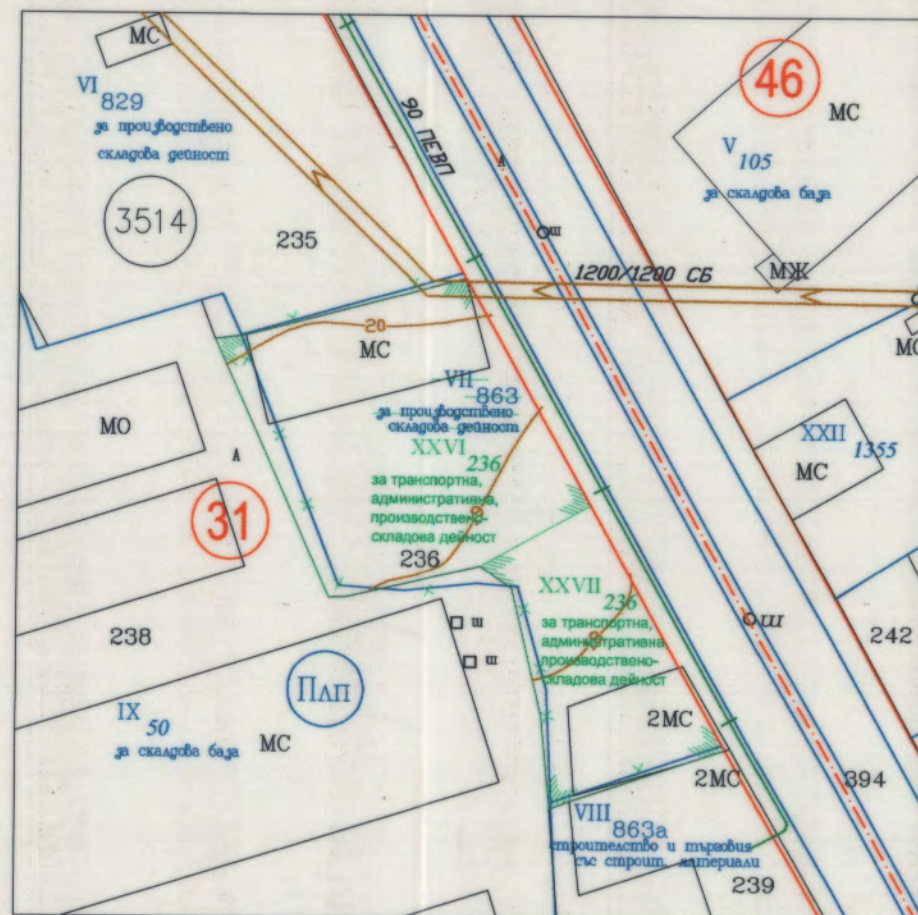 МС
VI
829
за производствено
складова дейност
3514
235
90 ПЕВП
А
ш
46
МС
V
105
за скалдова база
МЖ
1200/1200 СБ
20
МС
VII
863
за производствено
складова дейност
МО
А
XXVI
236
за транспортна,
административна,
производствено-
складова дейност
236
31
XXII
1355
МС
XXVII
236
за транспортна,
административна
производствено-
складова дейност
ш
ш
Ш
242
238
ПлП
IX
50
за скалдова база
МС
2МС
2МС
394
VIII
863а
строителство и търговия
със строит. материали
239